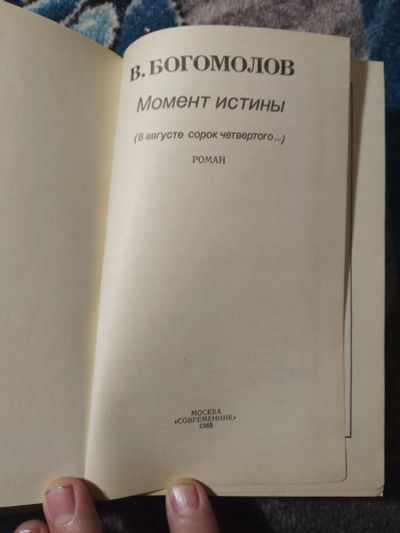 В. БОГОМОЛОВ
Момент истины
(В августе сорок четвертого...)
РОМАН
МОСКВА
«СОВРЕМЕННИК»
1988